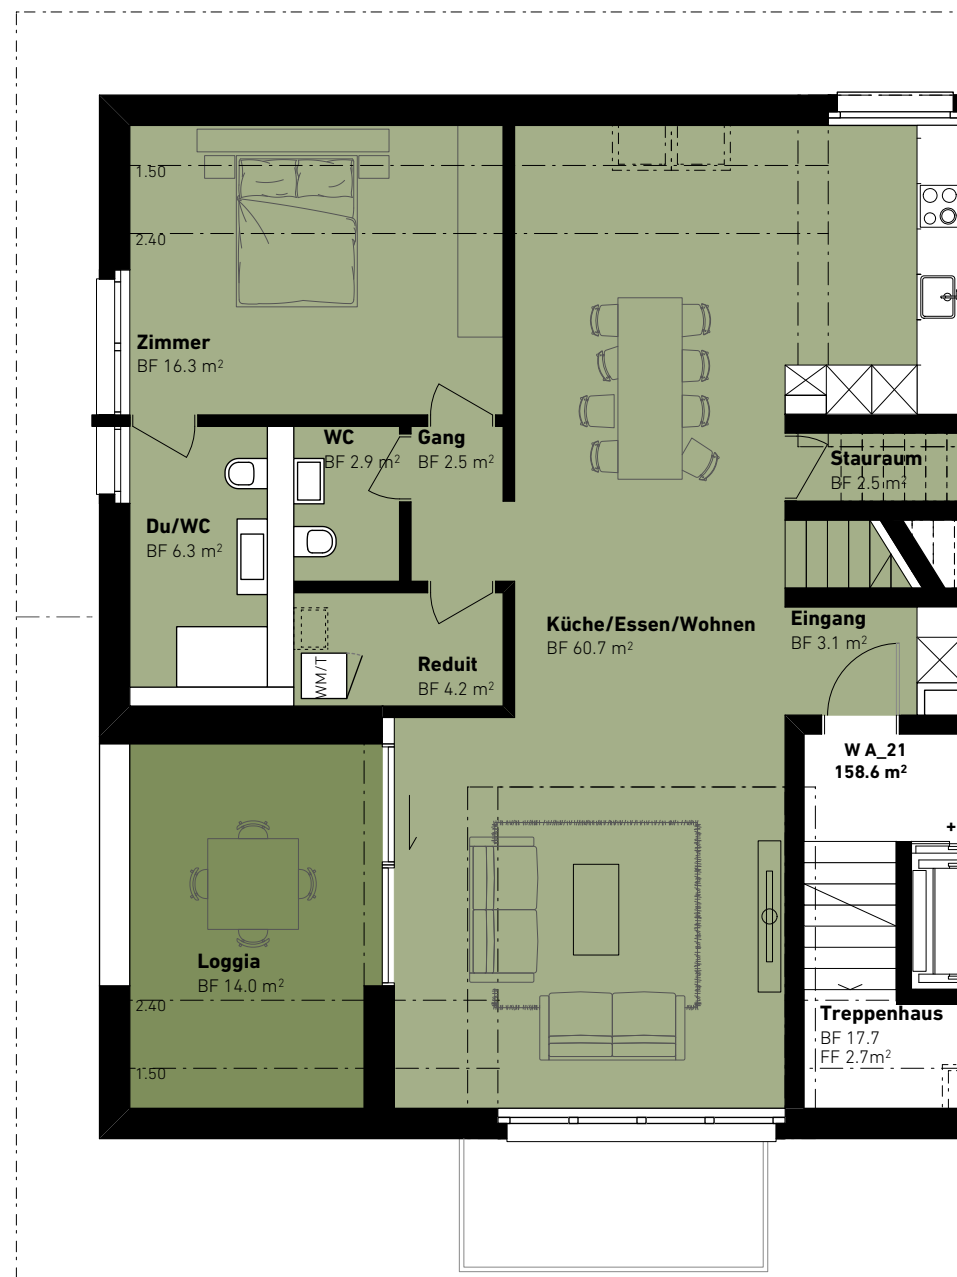 1.50
2.40
Zimmer
BF 16.3 m²
WC
BF 2.9 m²
Gang
BF 2.5 m²
Stauraum
BF 2.5 m²
Du/WC
BF 6.3 m²
Küche/Essen/Wohnen
BF 60.7 m²
Eingang
BF 3.1 m²
Reduit
BF 4.2 m²
WM/T
W A_21
158.6 m²
+
Loggia
BF 14.0 m²
2.40
Treppenhaus
BF 17.7
FF 2.7m²
1.50